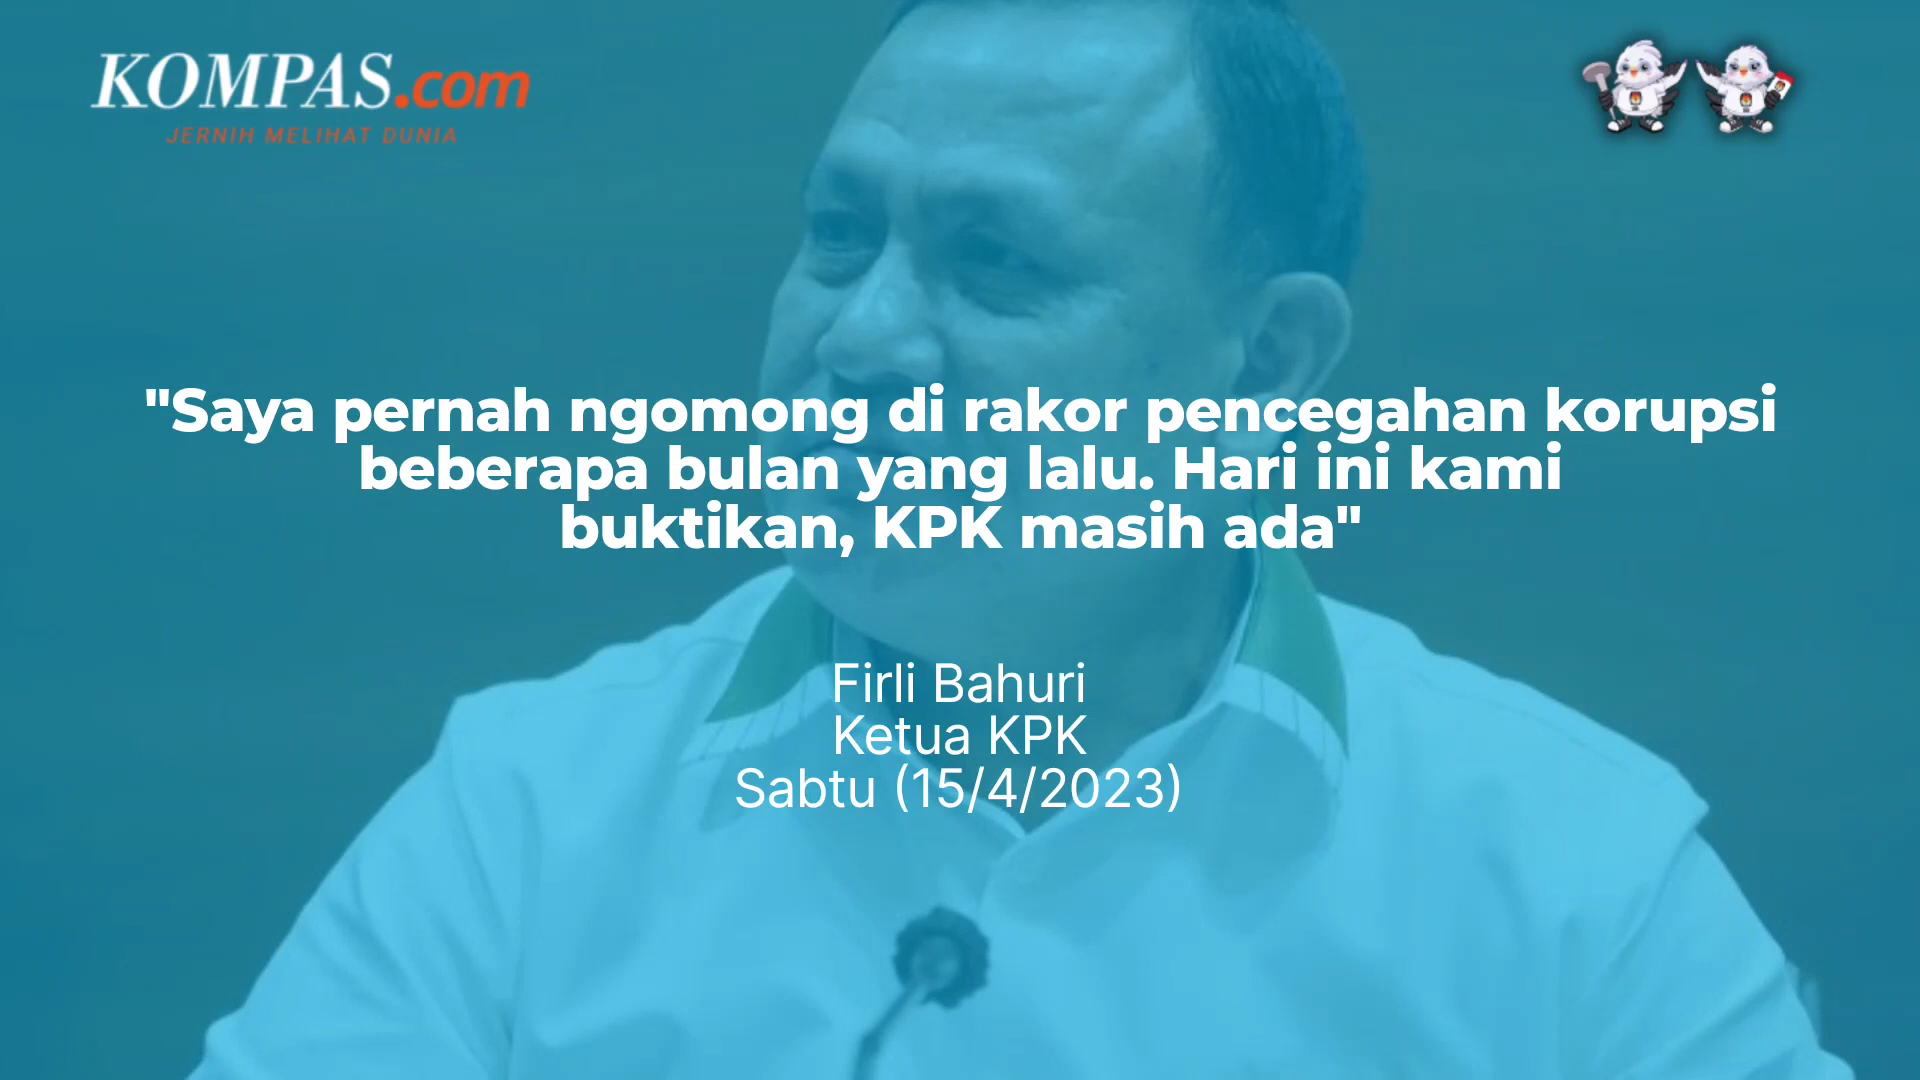 KOMPAS.com
JERNIH MELIHAT DUNIA
"Saya pernah ngomong di rakor pencegahan korupsi
beberapa bulan yang lalu. Hari ini kami
buktikan, KPK masih ada"
Firli Bahuri
Ketua KPK
Sabtu (15/4/2023)